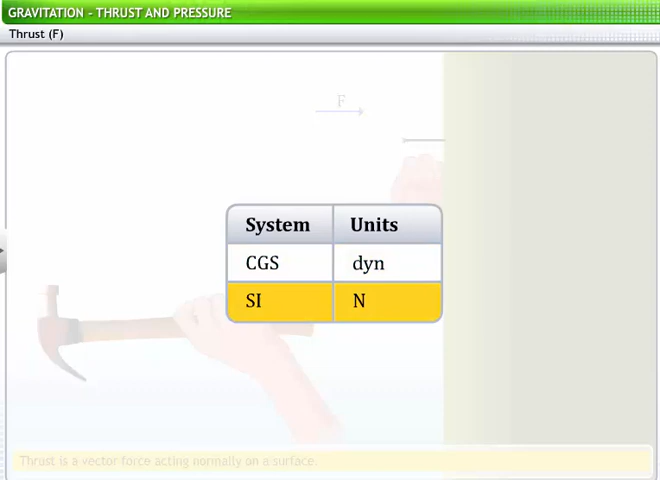 GRAVITATION - THRUST AND PRESSURE
Thrust (F)
F
System Units
CGS dyn
SI N
Thrust is a vector force acting normally on a surface.